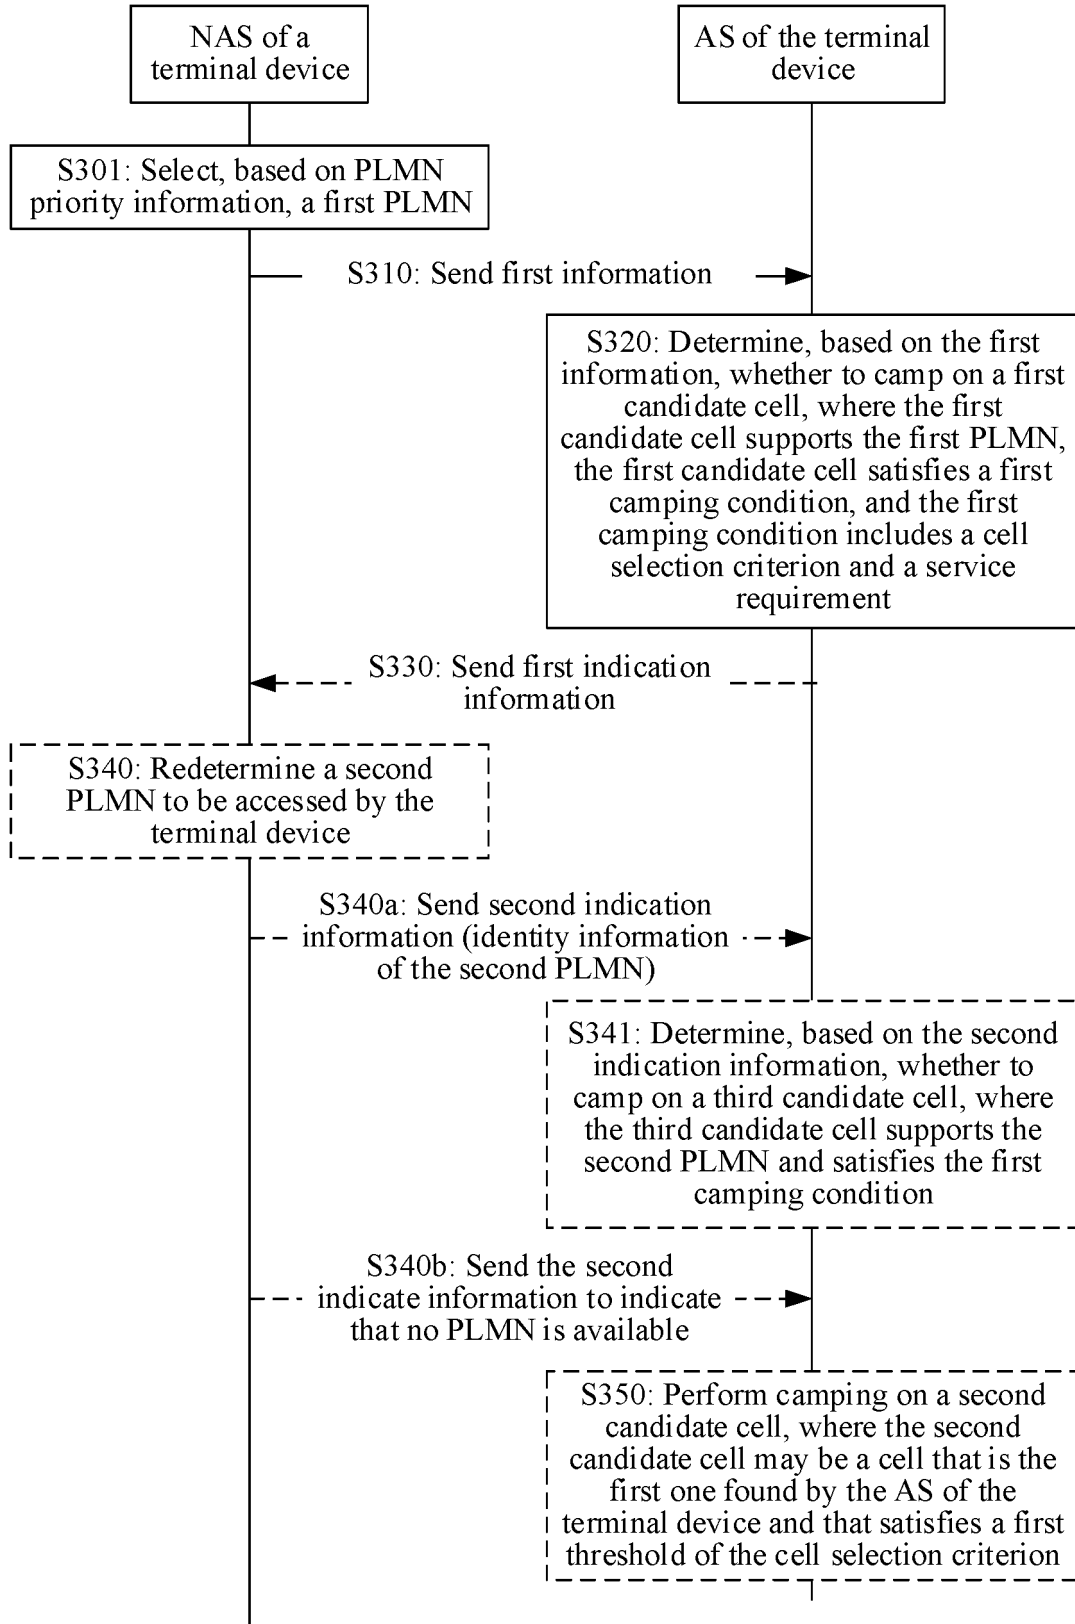 NAS of a
terminal device
AS of the terminal
device
S301: Select, based on PLMN
priority information, a first PLMN
S310: Send first information
S320: Determine, based on the first
information, whether to camp on a first
candidate cell, where the first
candidate cell supports the first PLMN,
the first candidate cell satisfies a first
camping condition, and the first
camping condition includes a cell
selection criterion and a service
requirement
S330: Send first indication
information
S340: Redetermine a second
PLMN to be accessed by the
terminal device
S340a: Send second indication
information (identity information
of the second PLMN)
S341: Determine, based on the second
indication information, whether to
camp on a third candidate cell, where
the third candidate cell supports the
second PLMN and satisfies the first
camping condition
S340b: Send the second
indicate information to indicate
that no PLMN is available
S350: Perform camping on a second
candidate cell, where the second
candidate cell may be a cell that is the
first one found by the AS of the
terminal device and that satisfies a first
threshold of the cell selection criterion